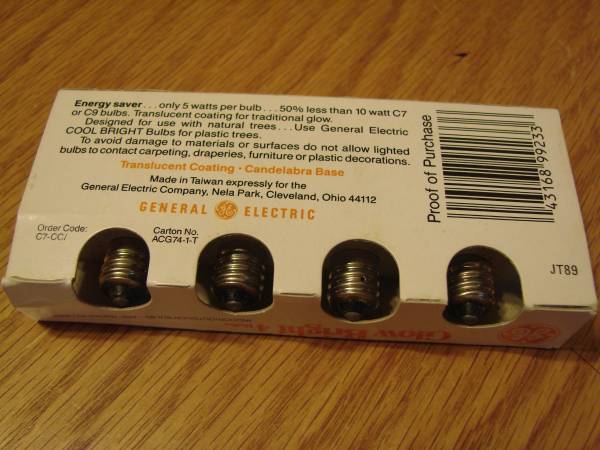 Energy saver...only 5 watts per bulb...50% less than 10 watt C7
or C9 bulbs. Translucent coating for traditional glow.
Designed for use with natural trees...Use General Electric
COOL BRIGHT Bulbs for plastic trees.
To avoid damage to materials or surfaces do not allow lighted
bulbs to contact carpeting, draperies, furniture or plastic decorations.
Translucent Coating · Candelabra Base
Made in Taiwan expressly for the
General Electric Company, Nela Park, Cleveland, Ohio 44112
GENERAL GE ELECTRIC
Order Code:
C7-CC/
Carton No.
ACG74-1-T
Proof of Purchase
43168 99233
JT89
Glow Bright 4